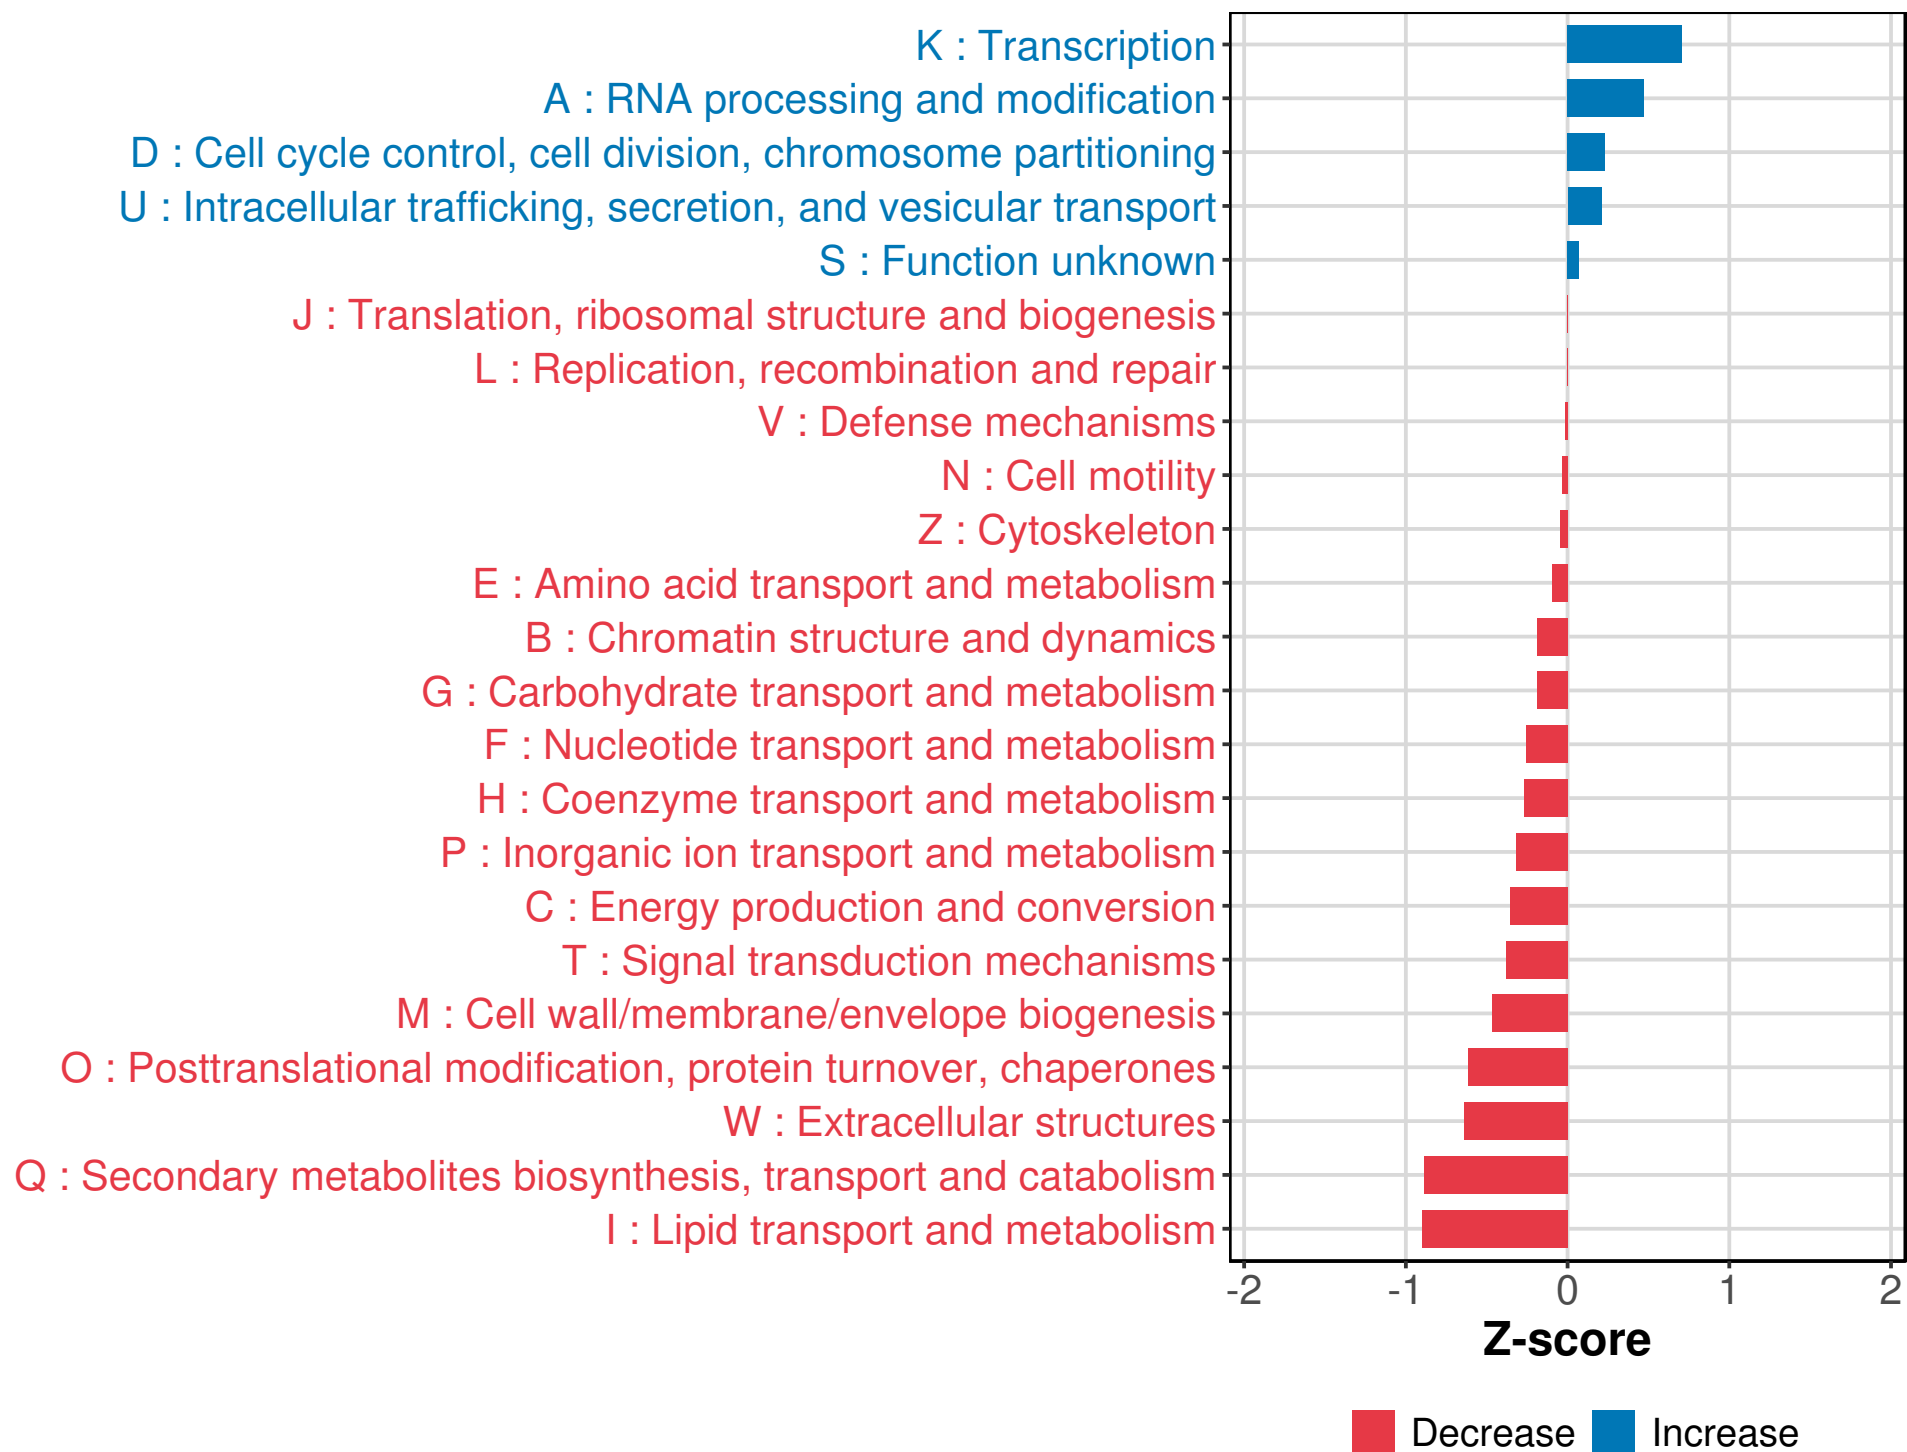 K : Transcription
A : RNA processing and modification
D : Cell cycle control, cell division, chromosome partitioning
U : Intracellular trafficking, secretion, and vesicular transport
S : Function unknown
J : Translation, ribosomal structure and biogenesis
L : Replication, recombination and repair
V : Defense mechanisms
N : Cell motility
Z : Cytoskeleton
E : Amino acid transport and metabolism
B : Chromatin structure and dynamics
G : Carbohydrate transport and metabolism
F : Nucleotide transport and metabolism
H : Coenzyme transport and metabolism
P : Inorganic ion transport and metabolism
C : Energy production and conversion
T : Signal transduction mechanisms
M : Cell wall/membrane/envelope biogenesis
O : Posttranslational modification, protein turnover, chaperones
W : Extracellular structures
Q : Secondary metabolites biosynthesis, transport and catabolism
I : Lipid transport and metabolism
-2 -1 0 1 2
Z-score
Decrease Increase